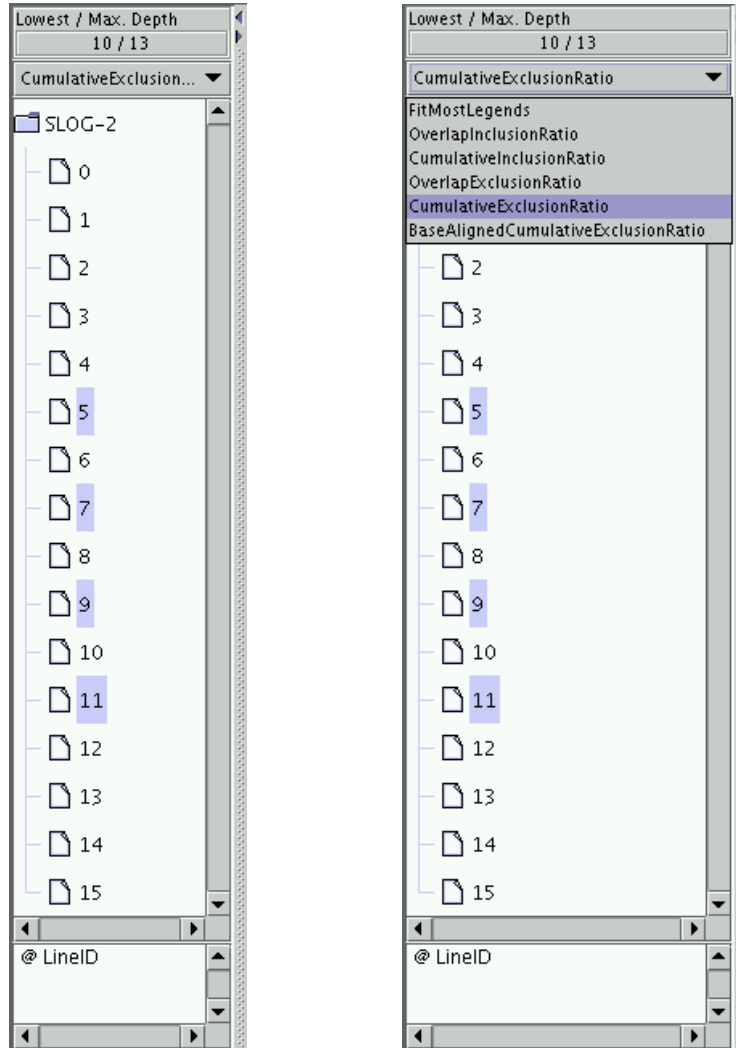 Lowest / Max. Depth
10 / 13
CumulativeExclusion...
SLOG-2
0
1
2
3
4
5
6
7
8
9
10
11
12
13
14
15
@ LineID
Lowest / Max. Depth
10 / 13
CumulativeExclusionRatio
FitMostLegends
OverlapInclusionRatio
CumulativeInclusionRatio
OverlapExclusionRatio
CumulativeExclusionRatio
BaseAlignedCumulativeExclusionRatio
2
3
4
5
6
7
8
9
10
11
12
13
14
15
@ LineID